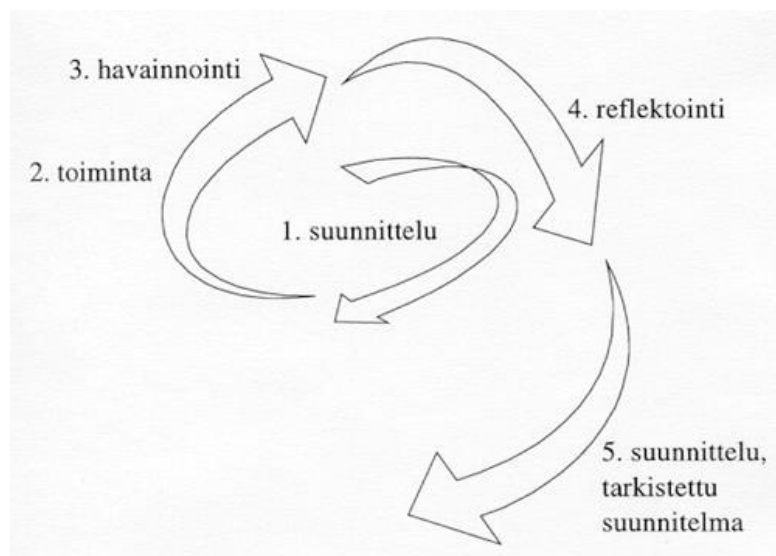 1. suunnittelu
2. toiminta
3. havainnointi
4. reflektointi
5. suunnittelu,
tarkistettu
suunnitelma